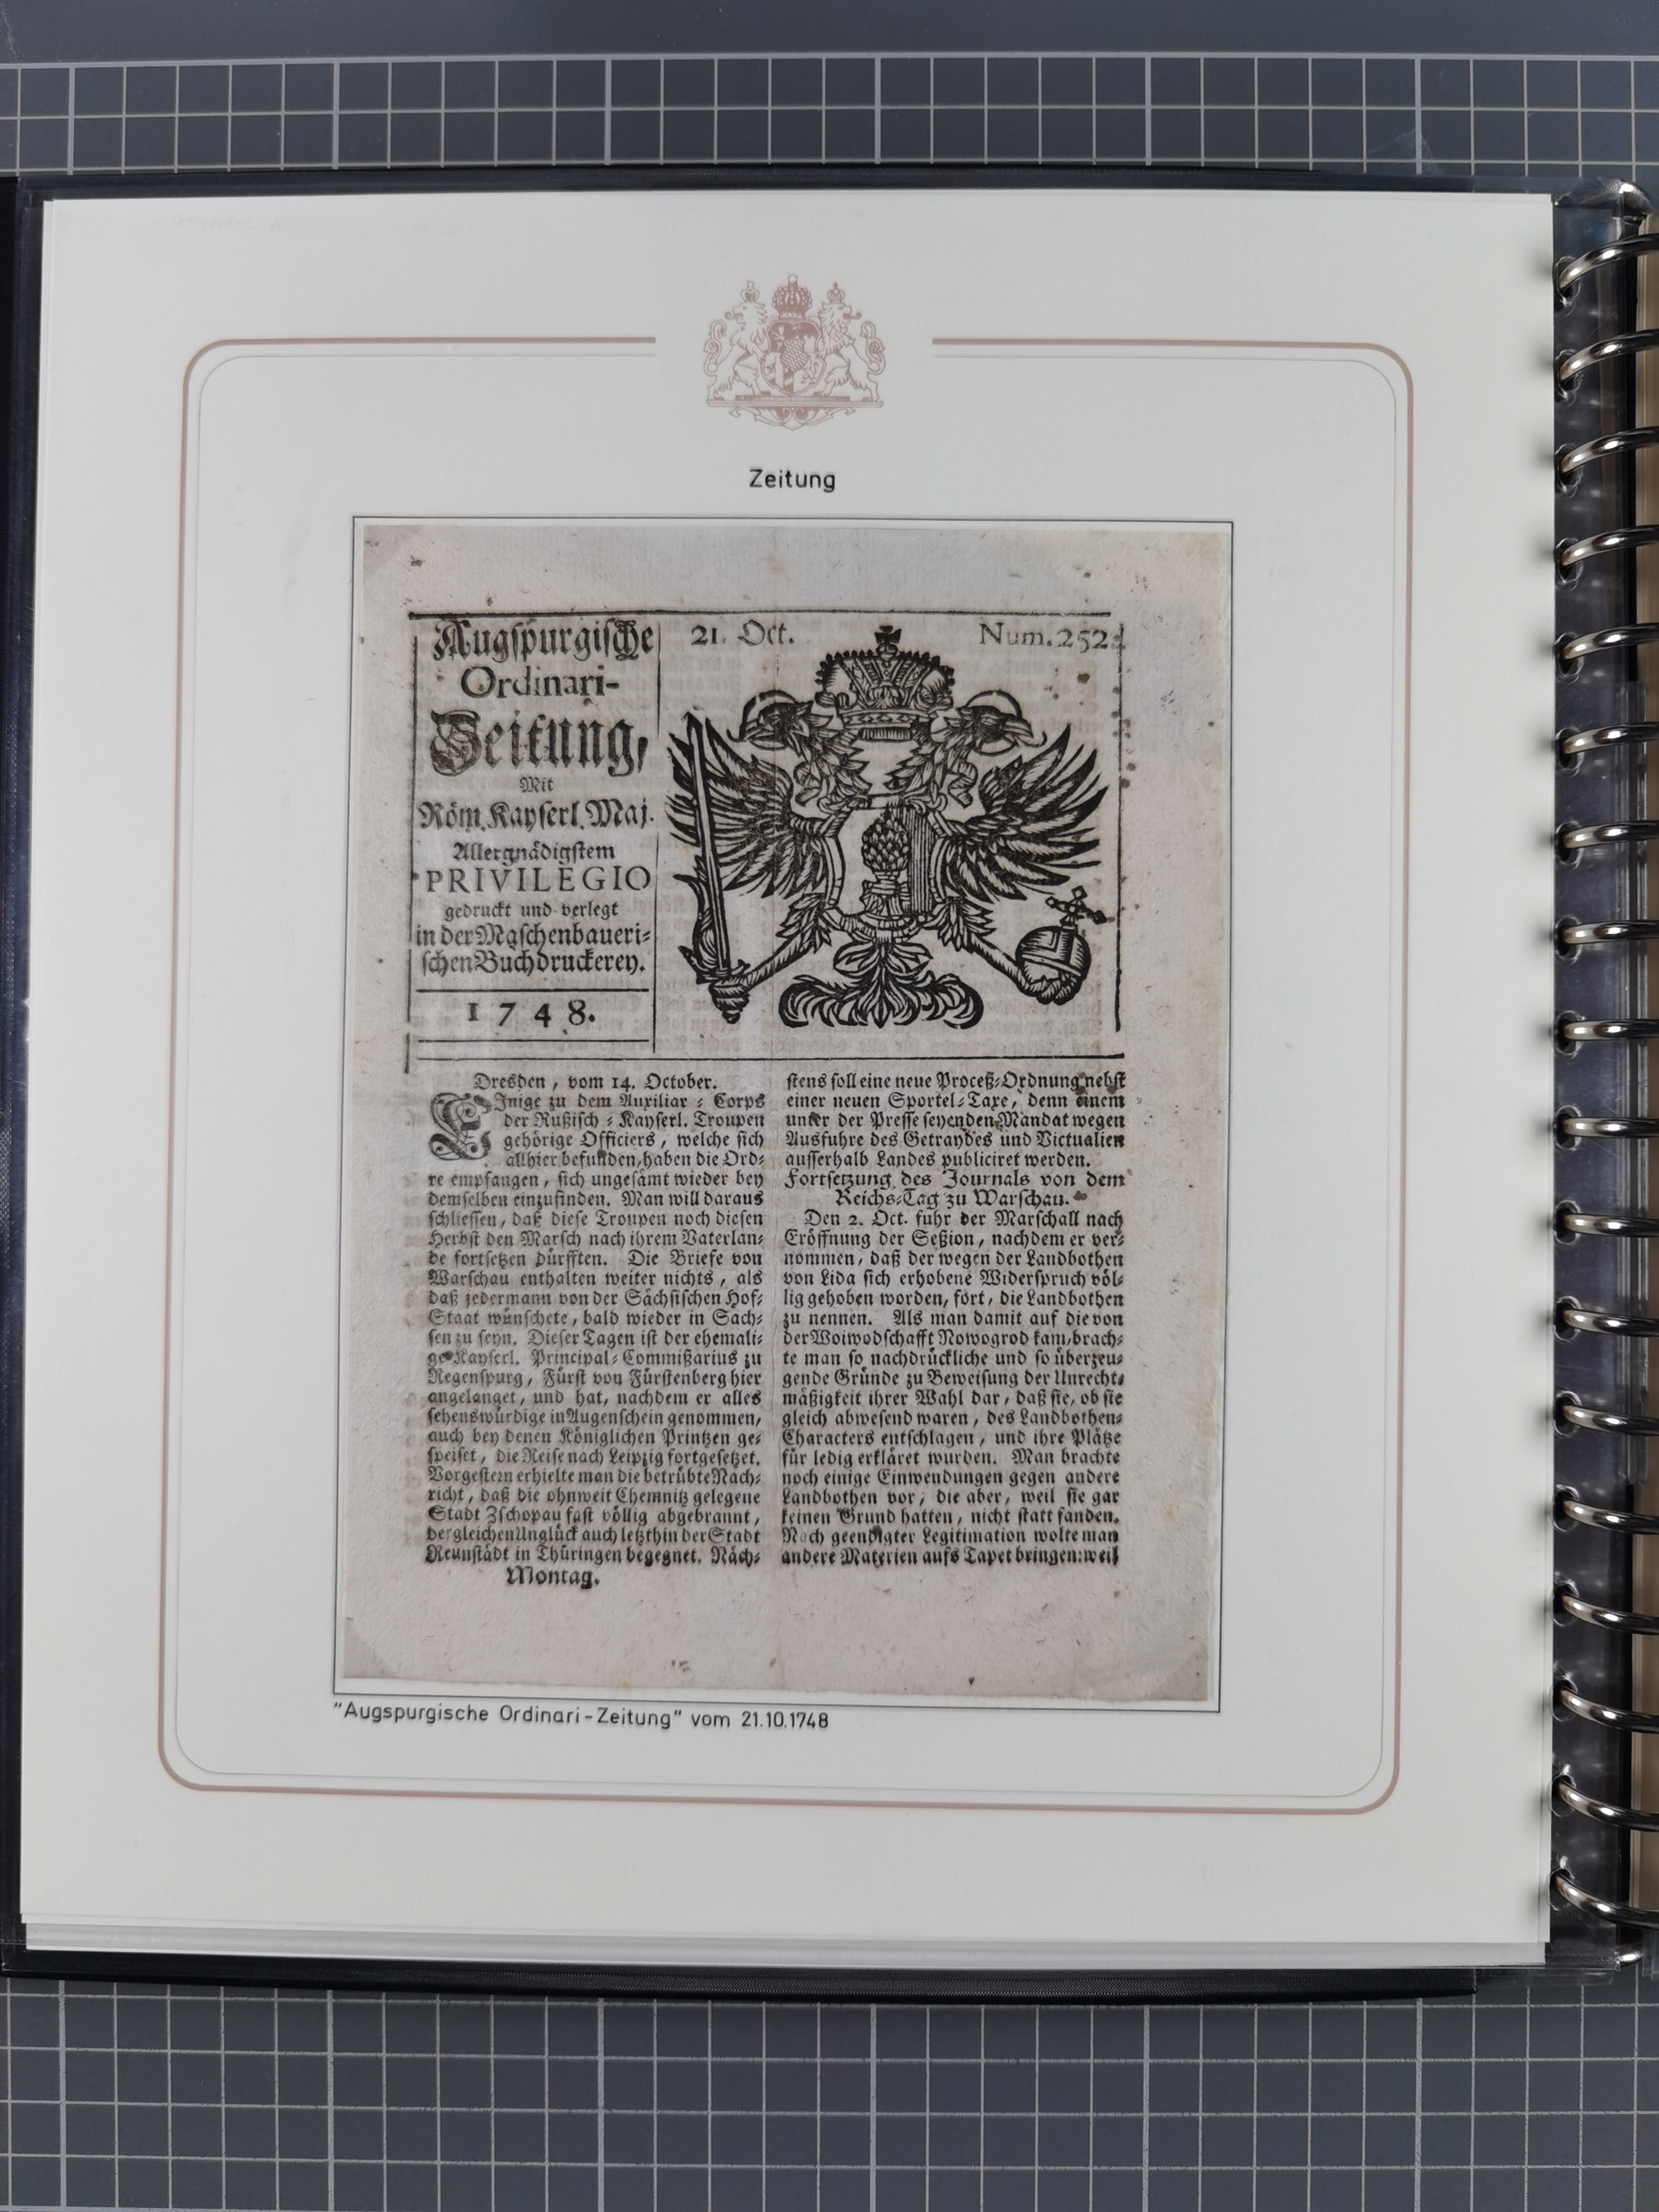 Zeitung
Augspurgische
Ordinari-
Zeitung,
Mit
Röm. Kayserl. Maj.
Allergnädigstem
PRIVILEGIO
gedruckt und verlegt
in der Maschenbaueri-
schen Buchdruckerey.
1748.
21. Oct.
Num. 252.
Dresden, vom 14. October.
EInige zu dem Auxiliar-Corps
der Rußisch-Kayserl. Troupen
gehörige Officiers, welche sich
allhier befunden, haben die Ord-
re empfangen, sich ungesämt wieder bey
demselben einzufinden. Man will daraus
schliessen, daß diese Troupen noch diesen
Herbst den Marsch nach ihrem Vaterlan-
de fortsetzen dürfften. Die Briefe von
Warschau enthalten weiter nichts, als
daß jedermann von der Sächsischen Hof-
Staat wünschete, bald wieder in Sach-
sen zu seyn. Dieser Tagen ist der ehemali-
ge Kayserl. Principal-Commißarius zu
Regenspurg, Fürst von Fürstenberg hier
angelanget, und hat, nachdem er alles
sehenswürdige in Augenschein genommen,
auch bey denen Königlichen Printzen ge-
speiset, die Reise nach Leipzig fortgesetzet.
Vorgestern erhielte man die betrübte Nach-
richt, daß die ohnweit Chemnitz gelegene
Stadt Zschopau fast völlig abgebrannt,
dergleichen Unglück auch letzthin der Stadt
Neunstädt in Thüringen begegnet. Näch-
Montag.
stens soll eine neue Proceß-Ordnung nebst
einer neuen Sportel-Taxe, denn einem
unter der Presse seyenden Mandat wegen
Ausfuhre des Getraydes und Victualien
ausserhalb Landes publiciret werden.
Fortsetzung des Journals von dem
Reichs-Tag zu Warschau.
Den 2. Oct. fuhr der Marschall nach
Eröffnung der Seßion, nachdem er ver-
nommen, daß der wegen der Landbothen
von Lida sich erhobene Widerspruch völ-
lig gehoben worden, fort, die Landbothen
zu nennen. Als man damit auf die von
der Woiwodschafft Nowogrod kam, brach-
te man so nachdrückliche und so überzeu-
gende Gründe zu Beweisung der Unrecht-
mäßigkeit ihrer Wahl dar, daß sie, ob sie
gleich abwesend waren, des Landbothen-
Characters entschlagen, und ihre Plätze
für ledig erkläret wurden. Man brachte
noch einige Einwendungen gegen andere
Landbothen vor, die aber, weil sie gar
keinen Grund hatten, nicht statt fanden.
Nach geendigter Legitimation wolte man
andere Materien aufs Tapet bringen: weil
"Augspurgische Ordinari-Zeitung" vom 21.10.1748